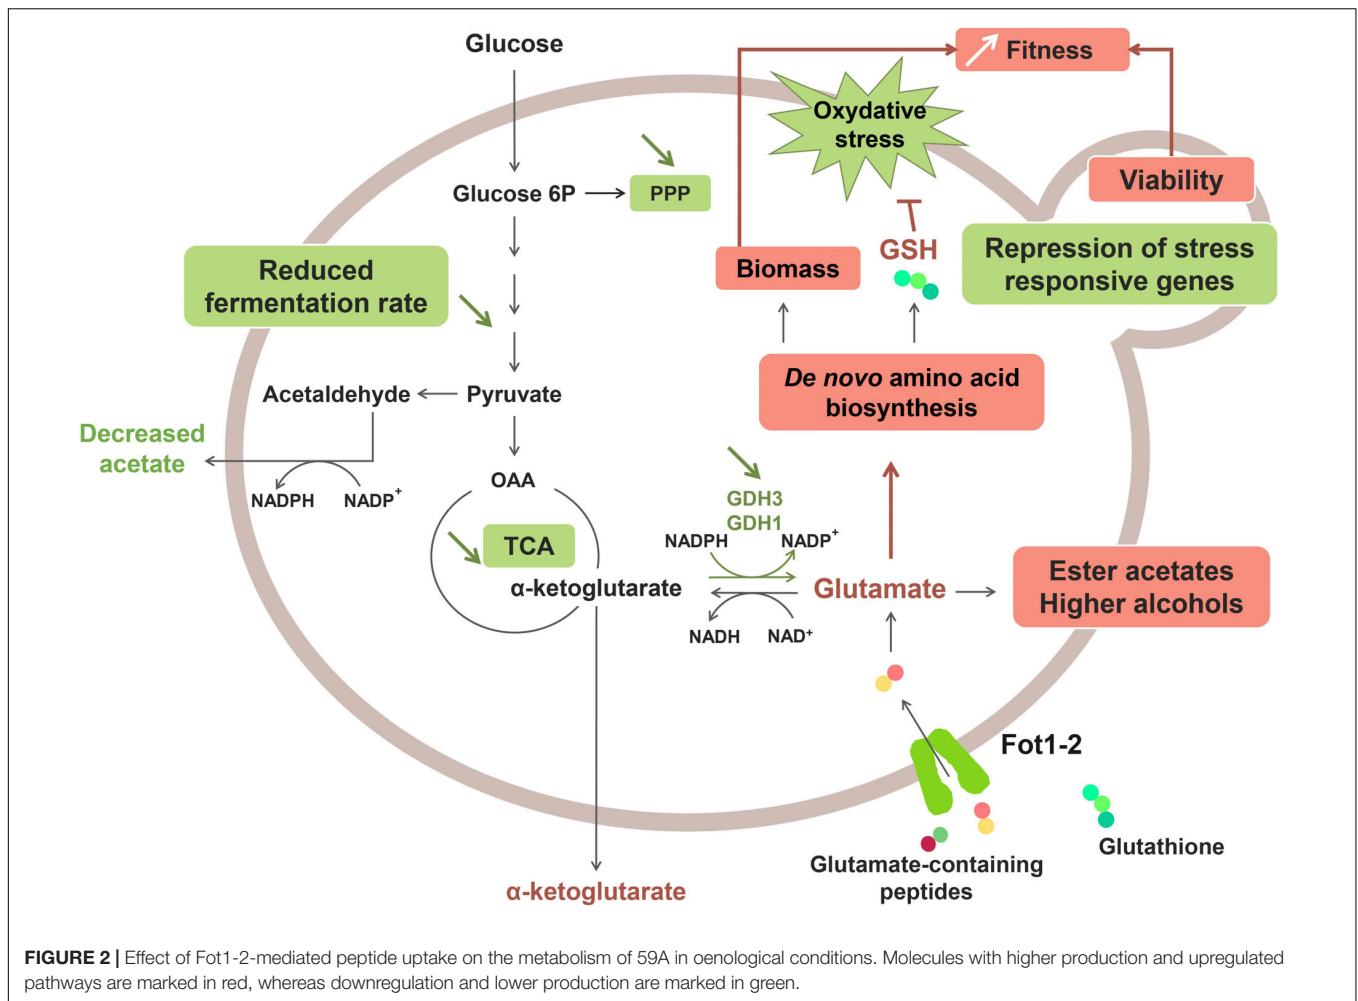 Glucose
Fitness
Oxydative
stress
Viability
Glucose 6P
PPP
GSH
Repression of stress
responsive genes
Biomass
Reduced
fermentation rate
De novo amino acid
biosynthesis
Acetaldehyde
Pyruvate
Decreased
acetate
NADPH
NADP+
OAA
GDH3
GDH1
NADPH
NADP+
TCA
α-ketoglutarate
Glutamate
Ester acetates
Higher alcohols
NADH
NAD+
Fot1-2
Glutamate-containing
peptides
Glutathione
α-ketoglutarate
FIGURE 2 | Effect of Fot1-2-mediated peptide uptake on the metabolism of 59A in oenological conditions. Molecules with higher production and upregulated
pathways are marked in red, whereas downregulation and lower production are marked in green.